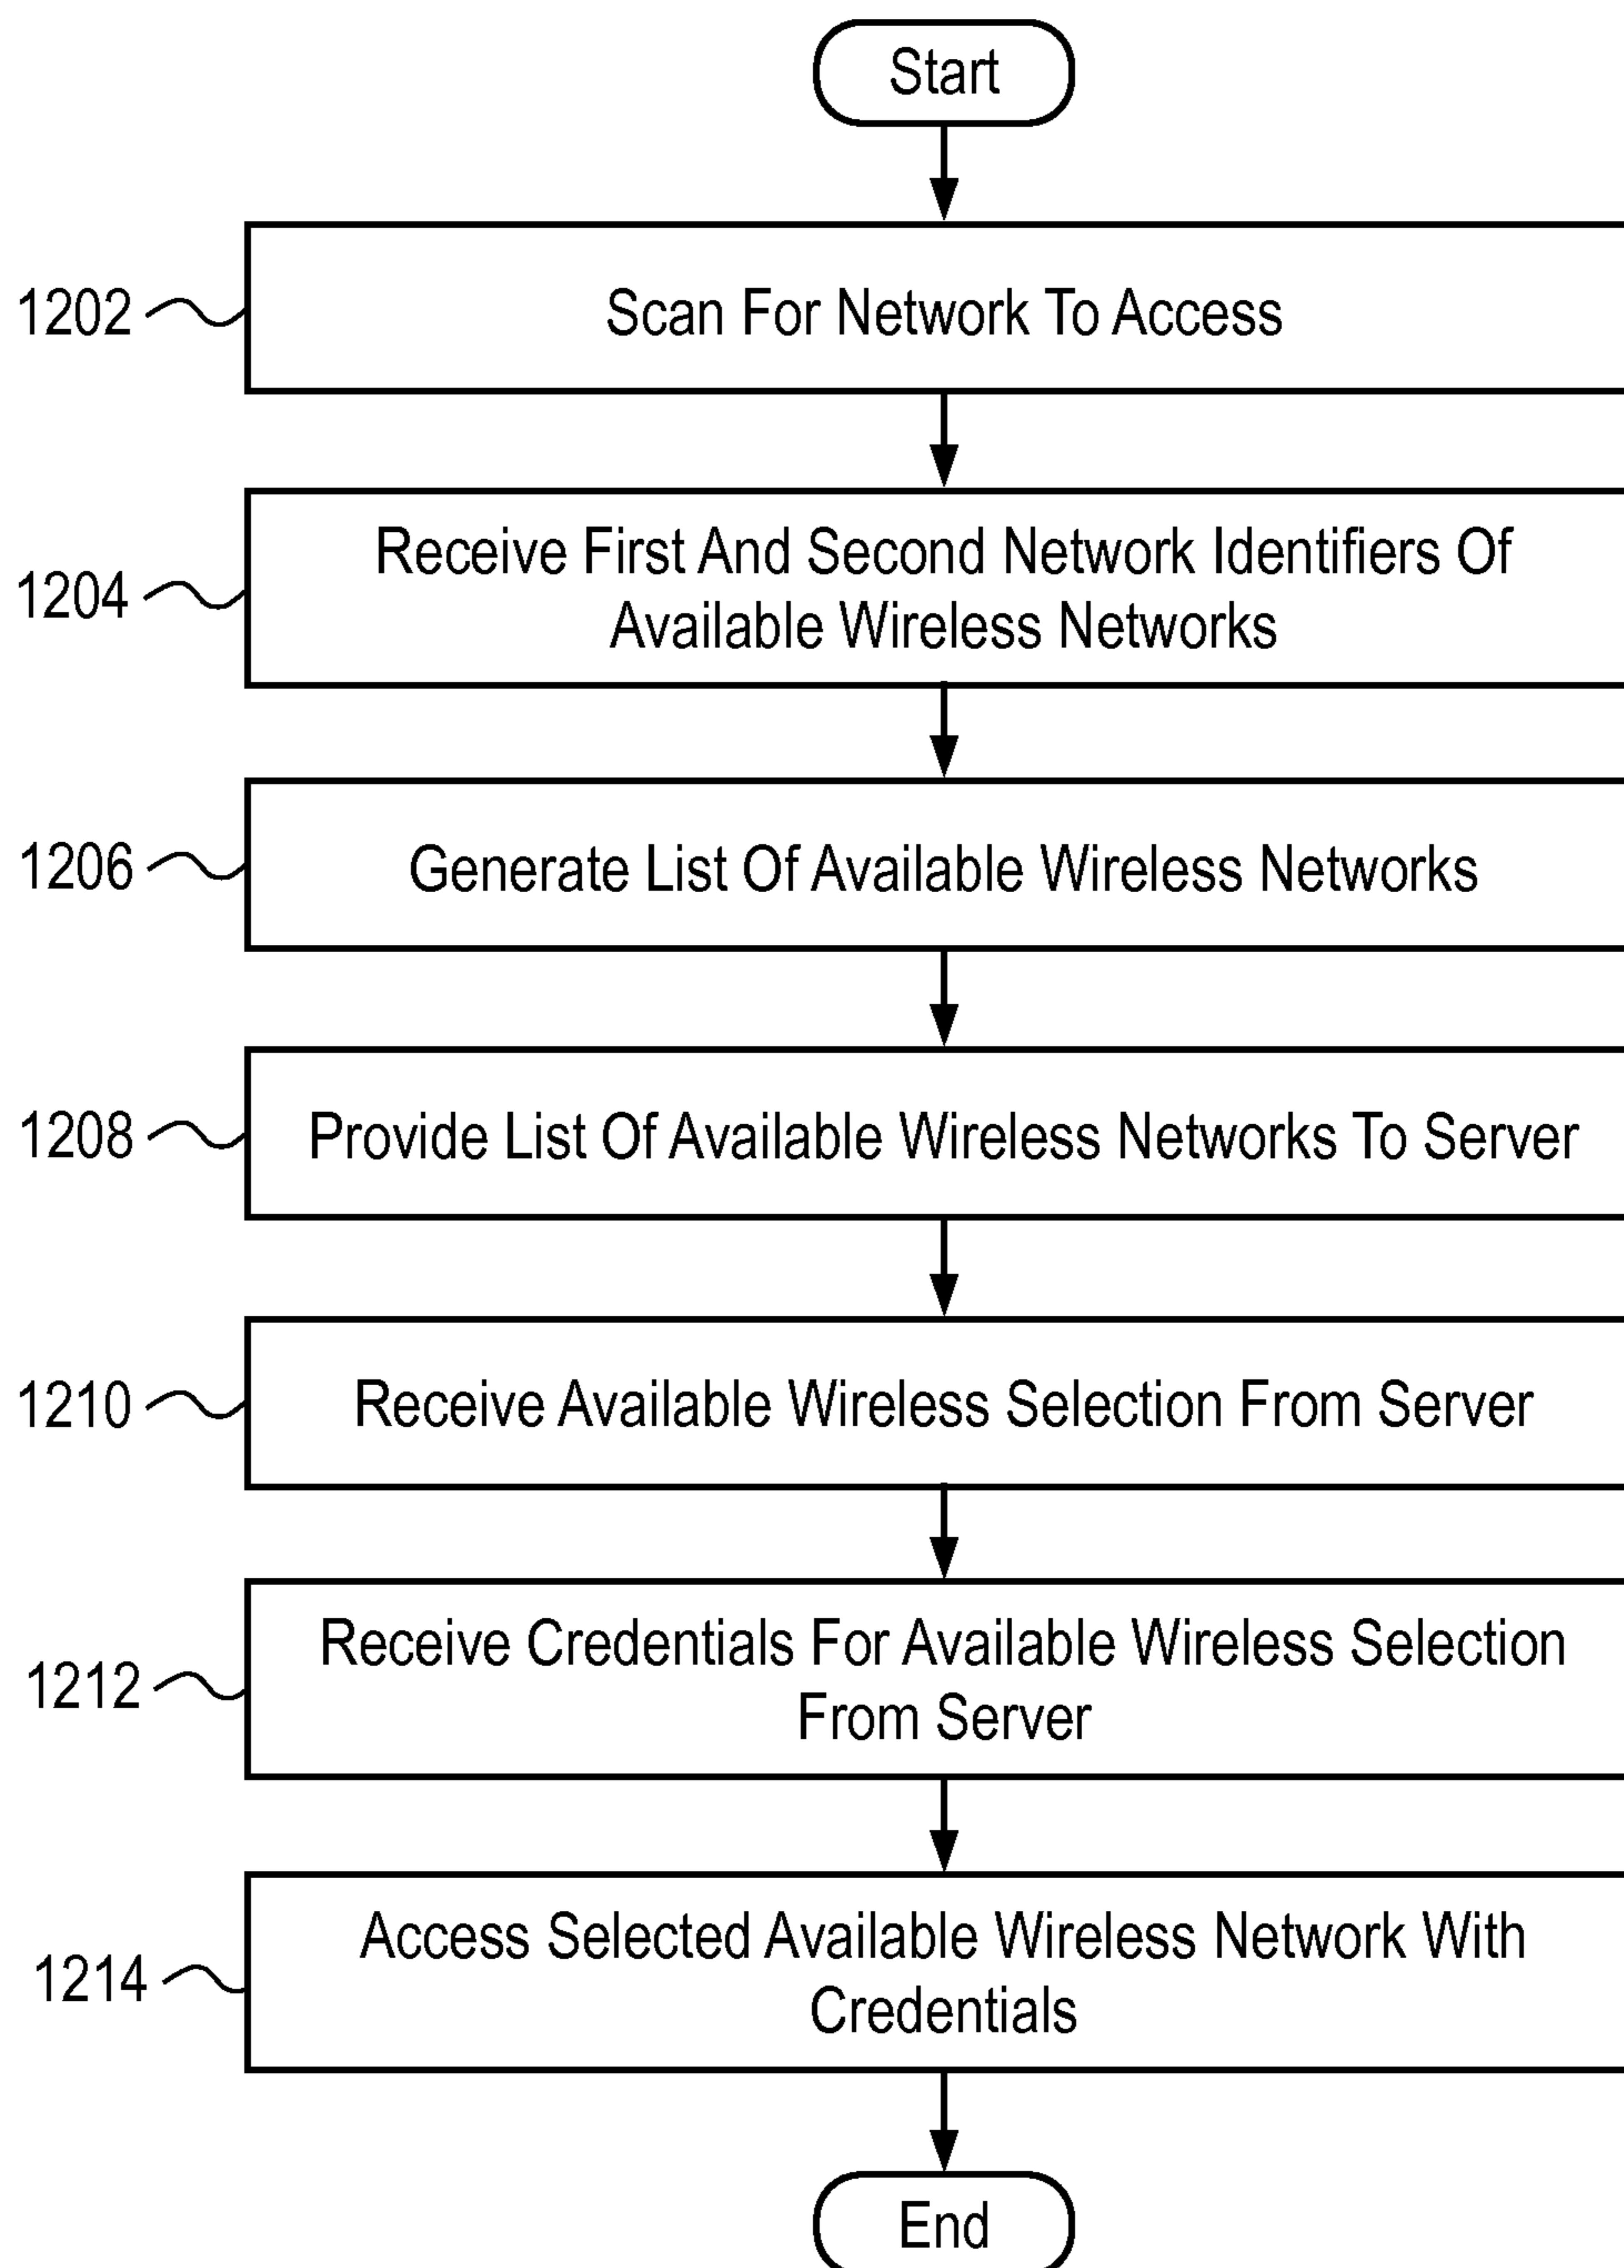 Start
1202
Scan For Network To Access
1204
Receive First And Second Network Identifiers Of
Available Wireless Networks
1206
Generate List Of Available Wireless Networks
1208
Provide List Of Available Wireless Networks To Server
1210
Receive Available Wireless Selection From Server
1212
Receive Credentials For Available Wireless Selection
From Server
1214
Access Selected Available Wireless Network With
Credentials
End